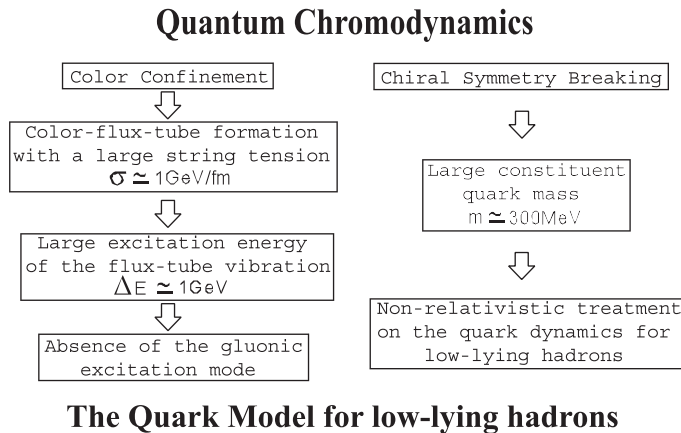 Quantum Chromodynamics
Color Confinement
Color-flux-tube formation
with a large string tension
σ ≃ 1GeV/fm
Large excitation energy
of the flux-tube vibration
ΔE ≃ 1GeV
Absence of the gluonic
excitation mode
Chiral Symmetry Breaking
Large constituent
quark mass
m ≃ 300MeV
Non-relativistic treatment
on the quark dynamics for
low-lying hadrons
The Quark Model for low-lying hadrons